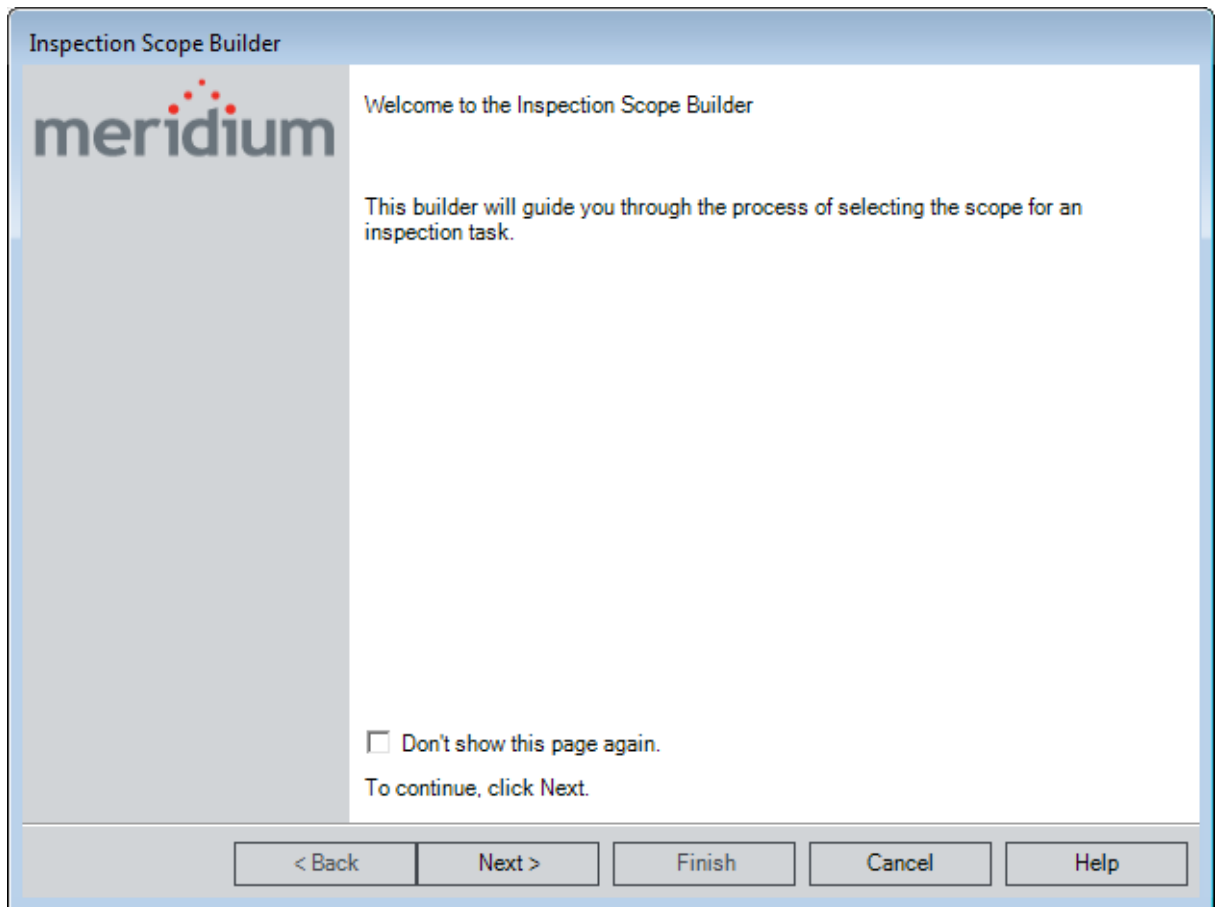 Inspection Scope Builder
meridium
Welcome to the Inspection Scope Builder
This builder will guide you through the process of selecting the scope for an
inspection task.
Don't show this page again.
To continue, click Next.
< Back
Next >
Finish
Cancel
Help